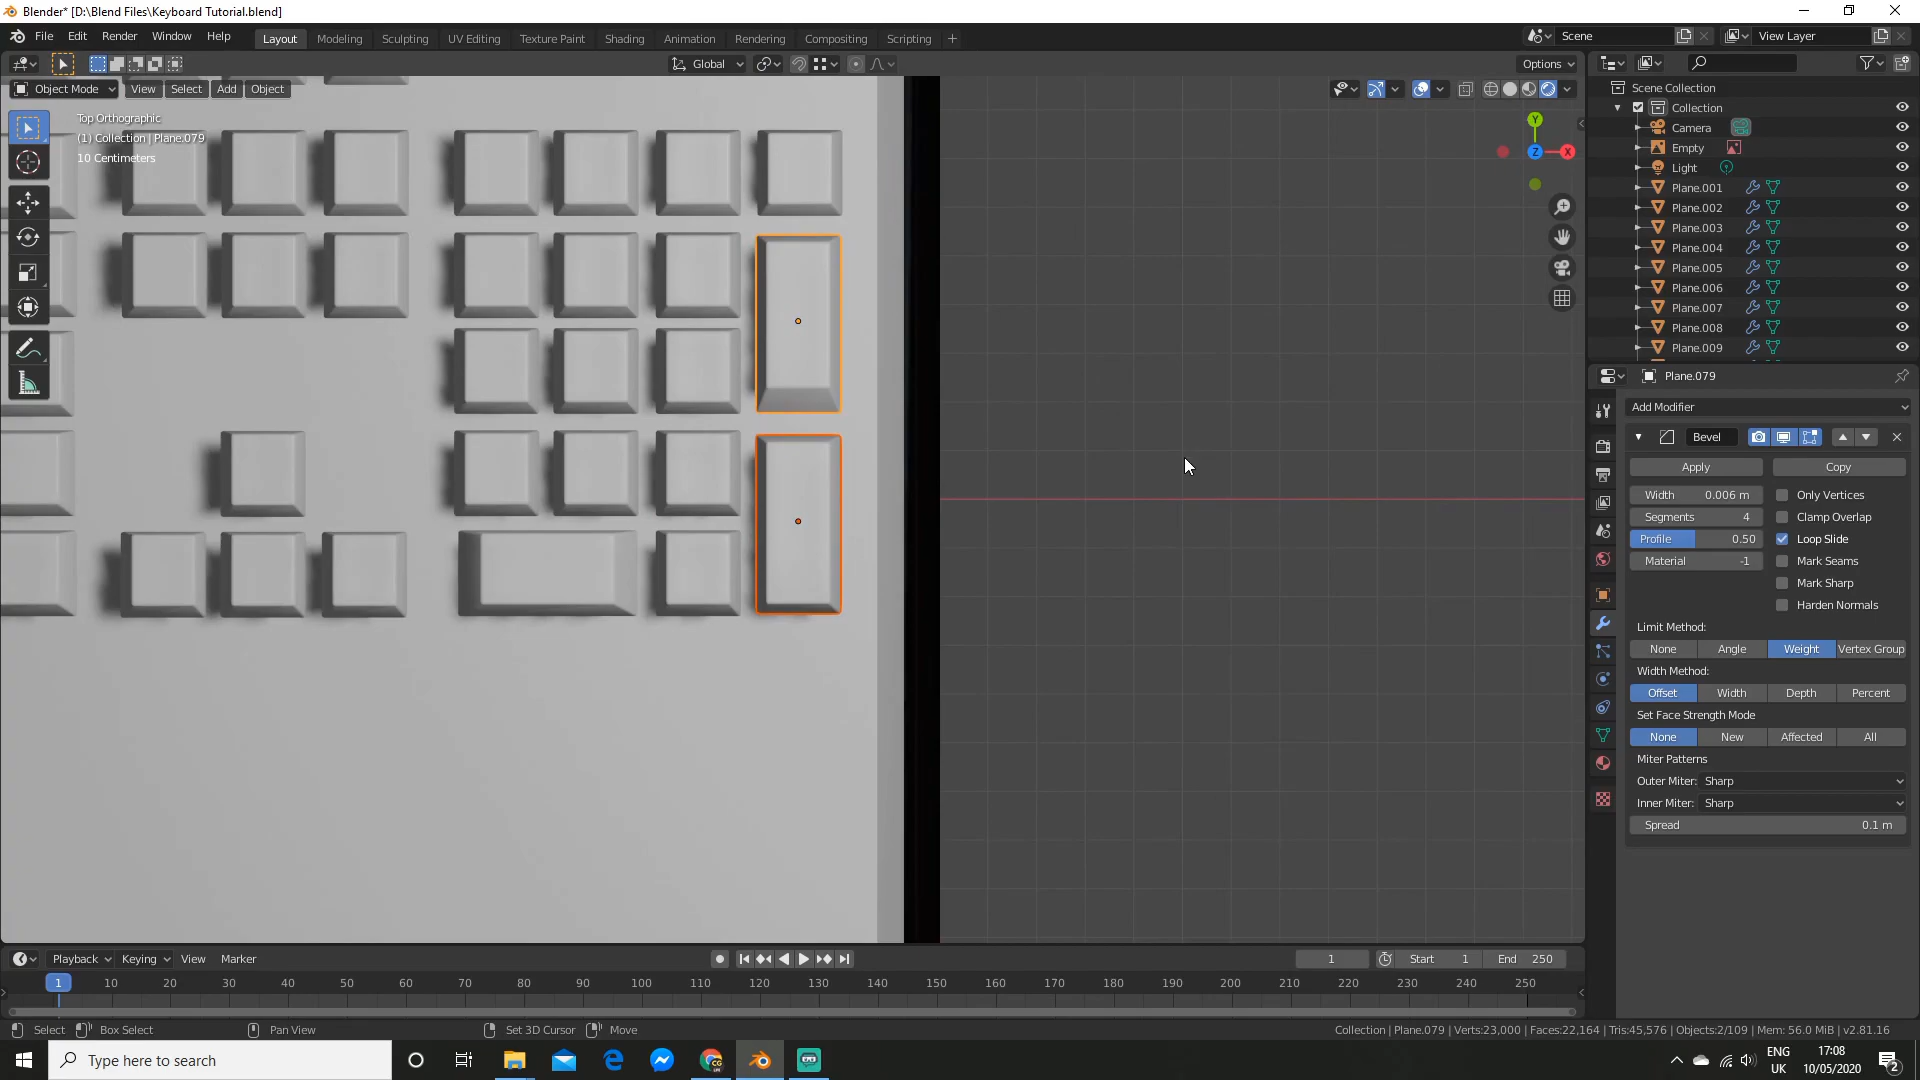 Blender* [D:\Blend Files\Keyboard Tutorial.blend]
File Edit Render Window Help Layout Modeling Sculpting UV Editing Texture Paint Shading Animation Rendering Compositing Scripting + Scene View Layer
Global Options
Object Mode View Select Add Object
Top Orthographic
(1) Collection | Plane.079
10 Centimeters
Y
Z X
Scene Collection
Collection
Camera
Empty
Light
Plane.001
Plane.002
Plane.003
Plane.004
Plane.005
Plane.006
Plane.007
Plane.008
Plane.009
Plane.079
Add Modifier
Bevel
Apply Copy
Width 0.006 m Only Vertices
Segments 4 Clamp Overlap
Profile 0.50 Loop Slide
Material -1 Mark Seams
Mark Sharp
Harden Normals
Limit Method:
None Angle Weight Vertex Group
Width Method:
Offset Width Depth Percent
Set Face Strength Mode
None New Affected All
Miter Patterns
Outer Miter: Sharp
Inner Miter: Sharp
Spread 0.1 m
Playback Keying View Marker 1 Start 1 End 250
1 10 20 30 40 50 60 70 80 90 100 110 120 130 140 150 160 170 180 190 200 210 220 230 240 250
Select Box Select Pan View Set 3D Cursor Move Collection | Plane.079 | Verts:23,000 | Faces:22,164 | Tris:45,576 | Objects:2/109 | Mem: 56.0 MiB | v2.81.16
Type here to search
ENG
UK
17:08
10/05/2020
2